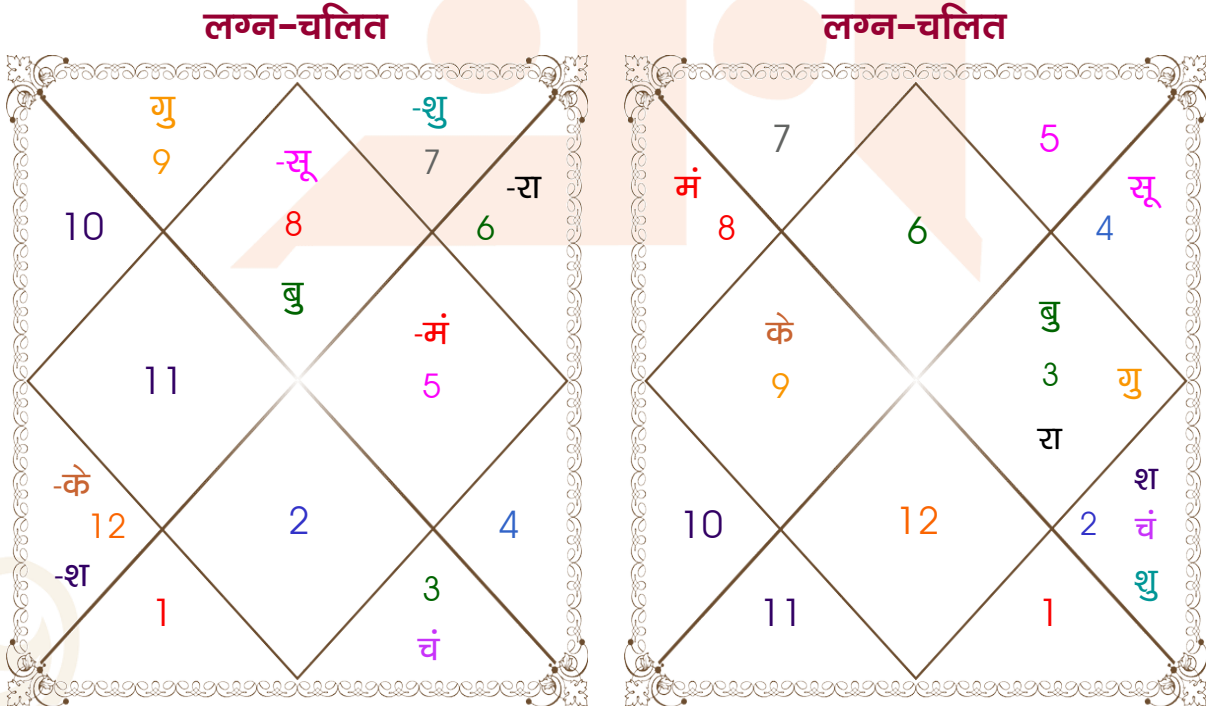 लग्न-चलित
गु
9
-शु
7
-सू
8
बु
-रा
6
10
11
-मं
5
-के
12
-श
1
2
4
3
चं
लग्न-चलित
7
5
मं
8
6
सू
4
के
9
बु
3
गु
रा
10
12
श
2
चं
शु
11
1